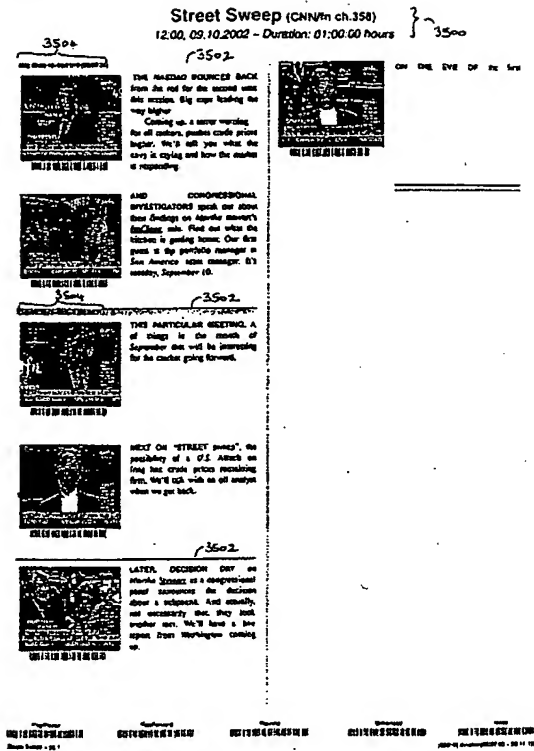 Street Sweep (CNN/fn ch.358)
12:00, 09.10.2002 – Duration: 01:00:00 hours
3500
3504
3502
THE NASDAQ BOUNCES BACK
from the red for the second time
this session. Big caps leading the
way higher
Coming up, a terror warning
for all sectors, pushes crude prices
higher. We'll tell you what the
is saying and how the market
is responding.
AND CONGRESSIONAL
INVESTIGATORS speak out about
their findings on Martha Stewart's
ImClone sale. Find out what the
kitchen is getting hotter. Our first
guest is the portfolio manager at
Sun America asset manager. It's
tuesday, September 10.
3504
3502
THIS PARTICULAR MEETING. A
of things in the month of
September that will be interesting
for the market going forward.
NEXT ON "STREET sweep", the
possibility of a U.S. Attack on
Iraq has crude prices remaining
firm. We'll talk with an oil analyst
when we get back.
3502
LATER, DECISION DAY on
Martha Stewart as a congressional
panel announces the decision
about a subpoena. And actually,
not necessarily that, they took
another turn. We'll have a live
report from Washington coming
up.
ON THE EVE OF the first